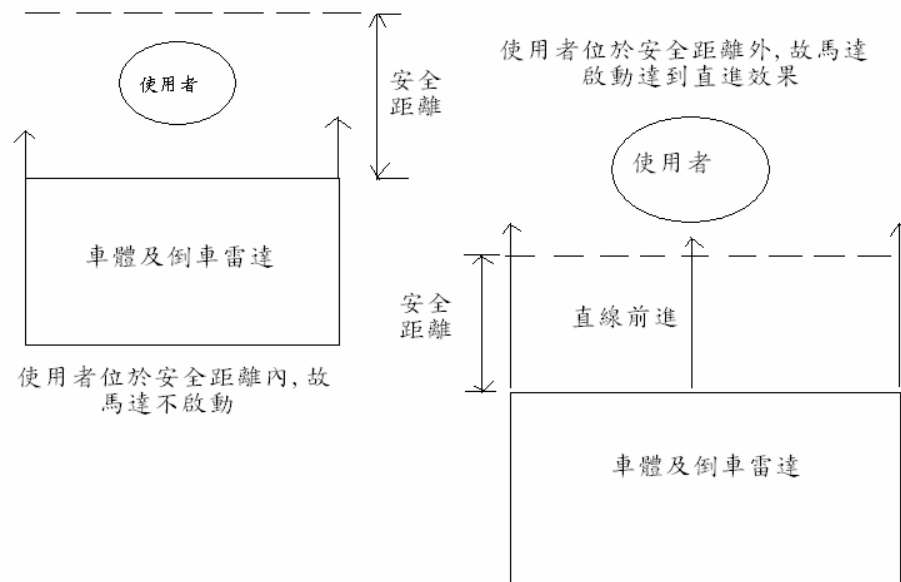 使用者
安全
距離
車體及倒車雷達
使用者位於安全距離內, 故
馬達不啟動
使用者位於安全距離外, 故馬達
啟動達到直進效果
使用者
安全
距離
直線前進
車體及倒車雷達